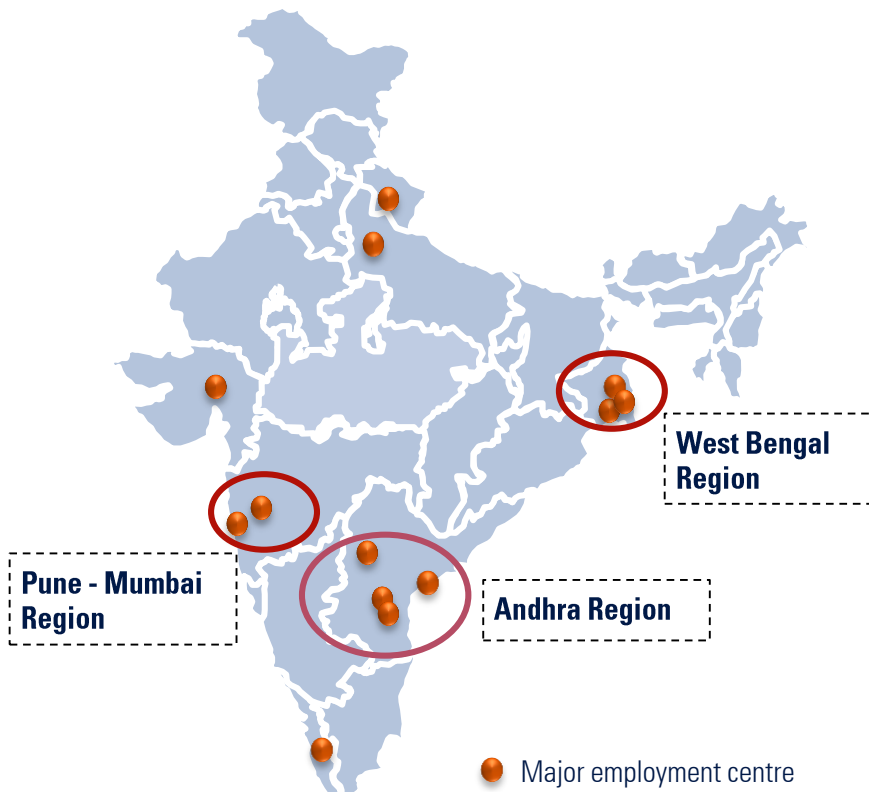 West Bengal
Region
Pune - Mumbai
Region
Andhra Region
Major employment centre